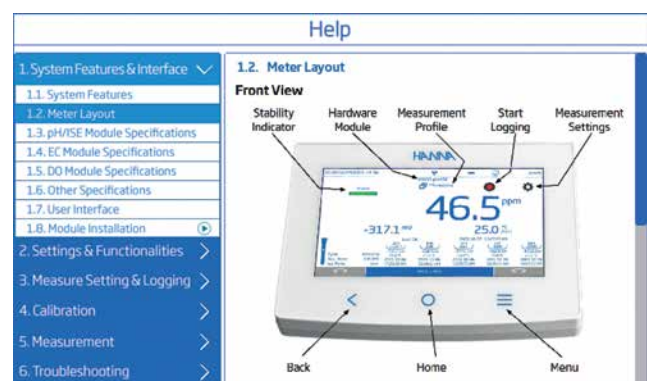 Help
1. System Features & Interface
1.1. System Features
1.2. Meter Layout
1.3. pH/ISE Module Specifications
1.4. EC Module Specifications
1.5. DO Module Specifications
1.6. Other Specifications
1.7. User Interface
1.8. Module Installation
2. Settings & Functionalities
3. Measure Setting & Logging
4. Calibration
5. Measurement
6. Troubleshooting
1.2. Meter Layout
Front View
Stability Indicator
Hardware Module
Measurement Profile
Start Logging
Measurement Settings
HANNA
46.5 ppm
-317.1 mV
25.0
Back
Home
Menu